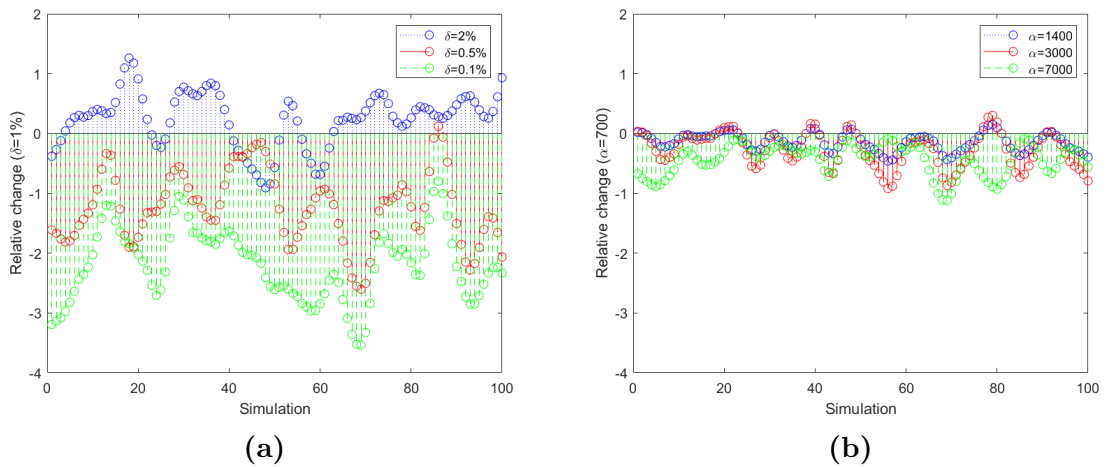 2
1
0
-1
-2
-3
-4
0
20
40
60
80
100
Relative change (δ=1%)
Simulation
δ=2%
δ=0.5%
δ=0.1%
(a)
2
1
0
-1
-2
-3
-4
0
20
40
60
80
100
Relative change (α=700)
Simulation
α=1400
α=3000
α=7000
(b)